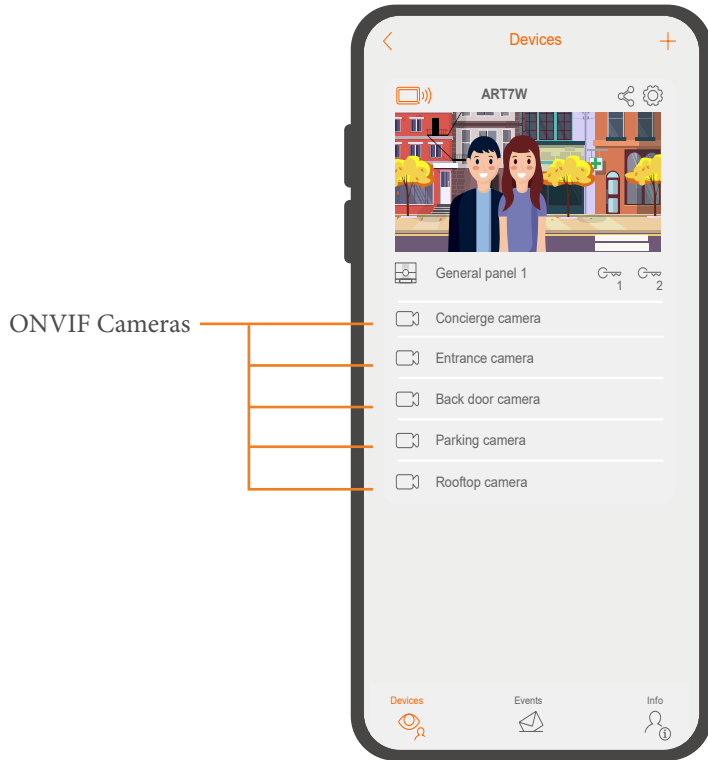 Devices
ART7W
General panel 1
1 2
ONVIF Cameras
Concierge camera
Entrance camera
Back door camera
Parking camera
Rooftop camera
Devices Events Info